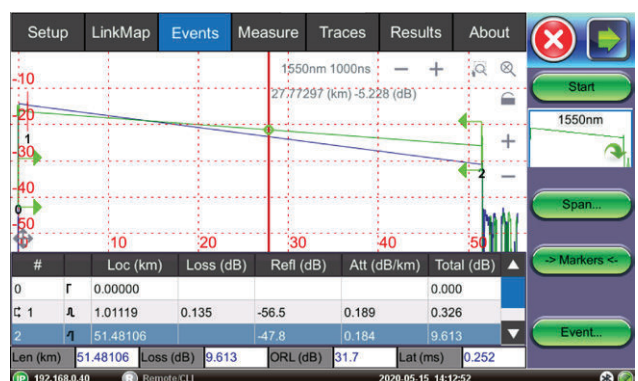 Setup LinkMap Events Measure Traces Results About
1550nm 1000ns
27.77297 (km) -5.228 (dB)
-10
-20
-30
-40
-50
1
0
2
0 10 20 30 40 50
# Loc (km) Loss (dB) Refl (dB) Att (dB/km) Total (dB)
0 0.00000 0.000
1 1.01119 0.135 -56.5 0.189 0.326
2 51.48106 -47.8 0.184 9.613
Len (km) 51.48106 Loss (dB) 9.613 ORL (dB) 31.7 Lat (ms) 0.252
IP 192.168.0.40 R Remote/CLI 2020-05-15 14:12:52
Start
1550nm
Span...
-> Markers <-
Event...